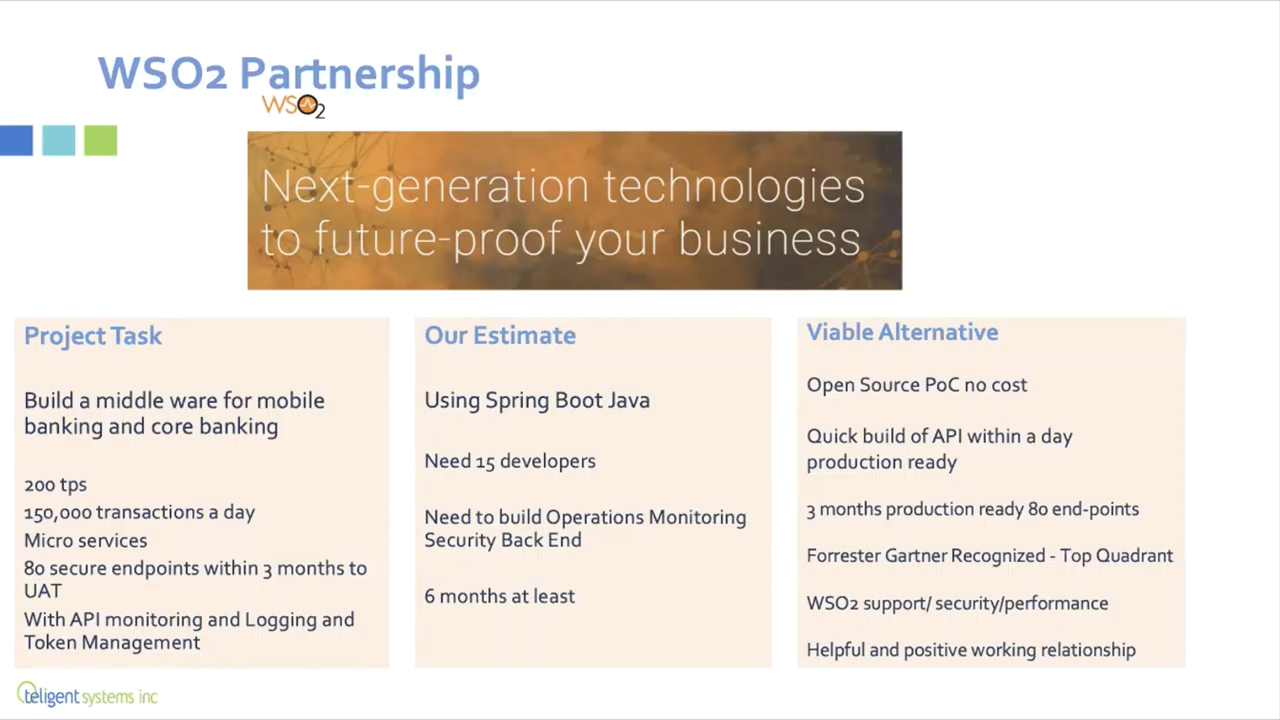 WSO2 Partnership
WSO2
Next-generation technologies
to future-proof your business
Project Task
Build a middle ware for mobile
banking and core banking
200 tps
150,000 transactions a day
Micro services
80 secure endpoints within 3 months to
UAT
With API monitoring and Logging and
Token Management
Our Estimate
Using Spring Boot Java
Need 15 developers
Need to build Operations Monitoring
Security Back End
6 months at least
Viable Alternative
Open Source PoC no cost
Quick build of API within a day
production ready
3 months production ready 80 end-points
Forrester Gartner Recognized - Top Quadrant
WSO2 support/ security/performance
Helpful and positive working relationship
teligent systems inc